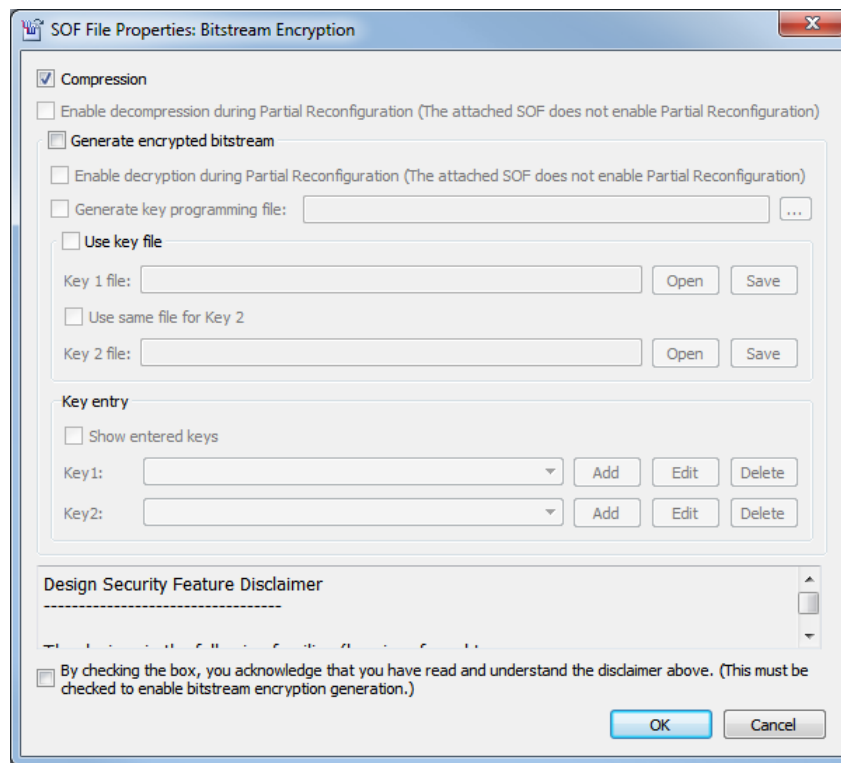 SOF File Properties: Bitstream Encryption
Compression
Enable decompression during Partial Reconfiguration (The attached SOF does not enable Partial Reconfiguration)
Generate encrypted bitstream
Enable decryption during Partial Reconfiguration (The attached SOF does not enable Partial Reconfiguration)
Generate key programming file: ...
Use key file
Key 1 file: Open Save
Use same file for Key 2
Key 2 file: Open Save
Key entry
Show entered keys
Key1: Add Edit Delete
Key2: Add Edit Delete
Design Security Feature Disclaimer
----------------------------------
By checking the box, you acknowledge that you have read and understand the disclaimer above. (This must be
checked to enable bitstream encryption generation.)
OK Cancel